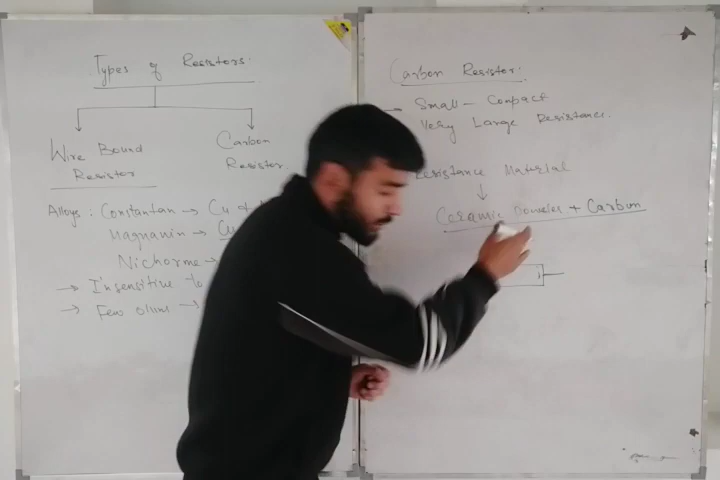 Types of Resistors:
Wire Bound
Resistor
Carbon
Resistor
Alloys: Constantan → Cu &
Magnanin → Cu
Nichorme →
→ Insensitive to
→ Few ohm →
Carbon Resistor:
→ Small - Compact
Very Large Resistance.
Resistance Material
↓
Ceramic + Carbon